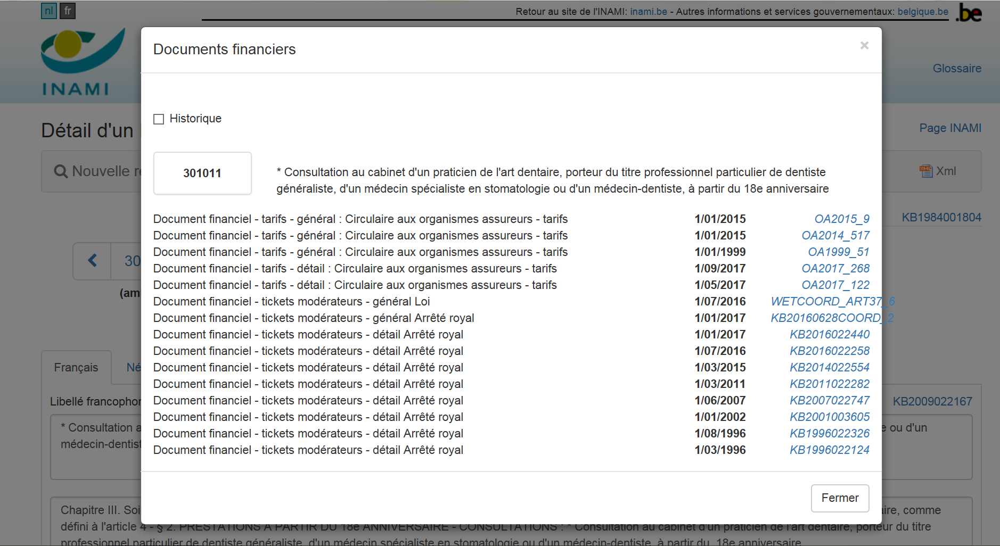 nl fr
Retour au site de l'INAMI: inami.be - Autres informations et services gouvernementaux: belgique.be
.be
INAMI
Glossaire
Documents financiers ×
Historique
Détail d'un
Page INAMI
Nouvelle re
Xml
301011
* Consultation au cabinet d'un praticien de l'art dentaire, porteur du titre professionnel particulier de dentiste
généraliste, d'un médecin spécialiste en stomatologie ou d'un médecin-dentiste, à partir du 18e anniversaire
KB1984001804
Document financiel - tarifs - général : Circulaire aux organismes assureurs - tarifs 1/01/2015 OA2015_9
Document financiel - tarifs - général : Circulaire aux organismes assureurs - tarifs 1/01/2015 OA2014_517
Document financiel - tarifs - général : Circulaire aux organismes assureurs - tarifs 1/01/1999 OA1999_51
Document financiel - tarifs - détail : Circulaire aux organismes assureurs - tarifs 1/09/2017 OA2017_268
Document financiel - tarifs - détail : Circulaire aux organismes assureurs - tarifs 1/05/2017 OA2017_122
Document financiel - tickets modérateurs - général Loi 1/07/2016 WETCOORD_ART37_6
Document financiel - tickets modérateurs - général Arrêté royal 1/01/2017 KB20160628COORD_2
Document financiel - tickets modérateurs - détail Arrêté royal 1/01/2017 KB2016022440
Document financiel - tickets modérateurs - détail Arrêté royal 1/07/2016 KB2016022258
Document financiel - tickets modérateurs - détail Arrêté royal 1/03/2015 KB2014022554
Document financiel - tickets modérateurs - détail Arrêté royal 1/03/2011 KB2011022282
Document financiel - tickets modérateurs - détail Arrêté royal 1/06/2007 KB2007022747
Document financiel - tickets modérateurs - détail Arrêté royal 1/01/2002 KB2001003605
Document financiel - tickets modérateurs - détail Arrêté royal 1/08/1996 KB1996022326
Document financiel - tickets modérateurs - détail Arrêté royal 1/03/1996 KB1996022124
Fermer
30
(am
Français Né
Libellé francophon KB2009022167
* Consultation a e ou d'un
médecin-dentist
Chapitre III. Soi aire, comme
défini à l'article 4 - § 2. PRESTATIONS A PARTIR DU 18e ANNIVERSAIRE - CONSULTATIONS : * Consultation au cabinet d'un praticien de l'art dentaire, porteur du titre
professionnel particulier de dentiste généraliste, d'un médecin spécialiste en stomatologie ou d'un médecin-dentiste, à partir du 18e anniversaire